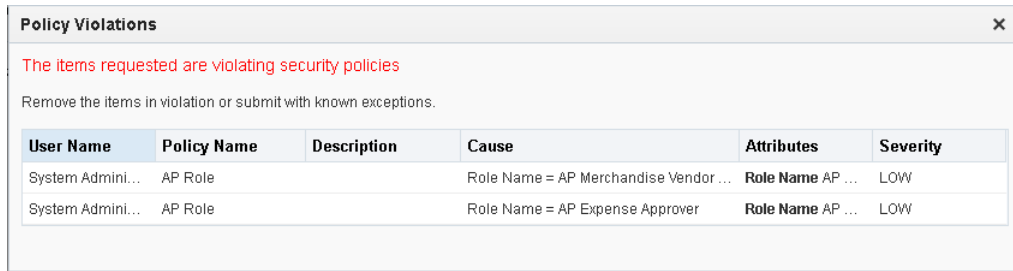 Policy Violations ×
The items requested are violating security policies
Remove the items in violation or submit with known exceptions.
User Name Policy Name Description Cause Attributes Severity
System Admini... AP Role Role Name = AP Merchandise Vendor ... Role Name AP ... LOW
System Admini... AP Role Role Name = AP Expense Approver Role Name AP ... LOW